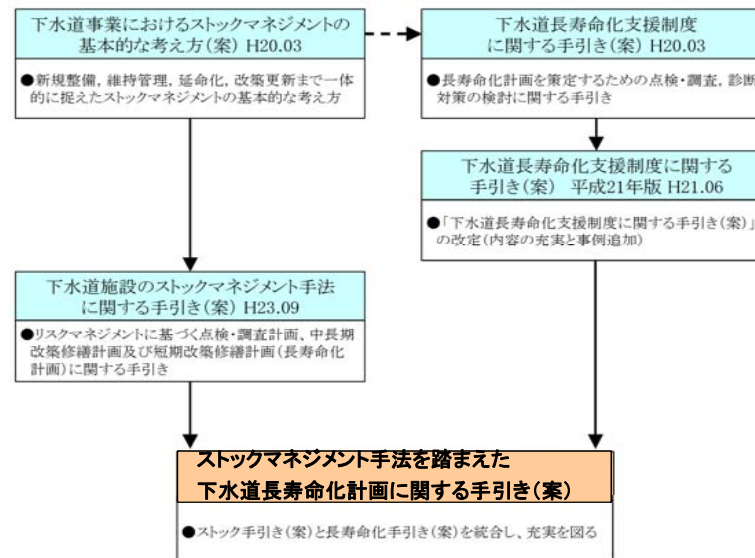 下水道事業におけるストックマネジメントの
基本的な考え方(案) H20.03
●新規整備, 維持管理, 延命化, 改築更新まで一体
的に捉えたストックマネジメントの基本的な考え方
下水道長寿命化支援制度
に関する手引き(案) H20.03
●長寿命化計画を策定するための点検・調査, 診断
対策の検討に関する手引き
下水道長寿命化支援制度に関する
手引き(案) 平成21年版 H21.06
●「下水道長寿命化支援制度に関する手引き(案)」
の改定(内容の充実と事例追加)
下水道施設のストックマネジメント手法
に関する手引き(案) H23.09
●リスクマネジメントに基づく点検・調査計画、中長期
改築修繕計画及び短期改築修繕計画(長寿命化
計画)に関する手引き
ストックマネジメント手法を踏まえた
下水道長寿命化計画に関する手引き(案)
●ストック手引き(案)と長寿命化手引き(案)を統合し、充実を図る